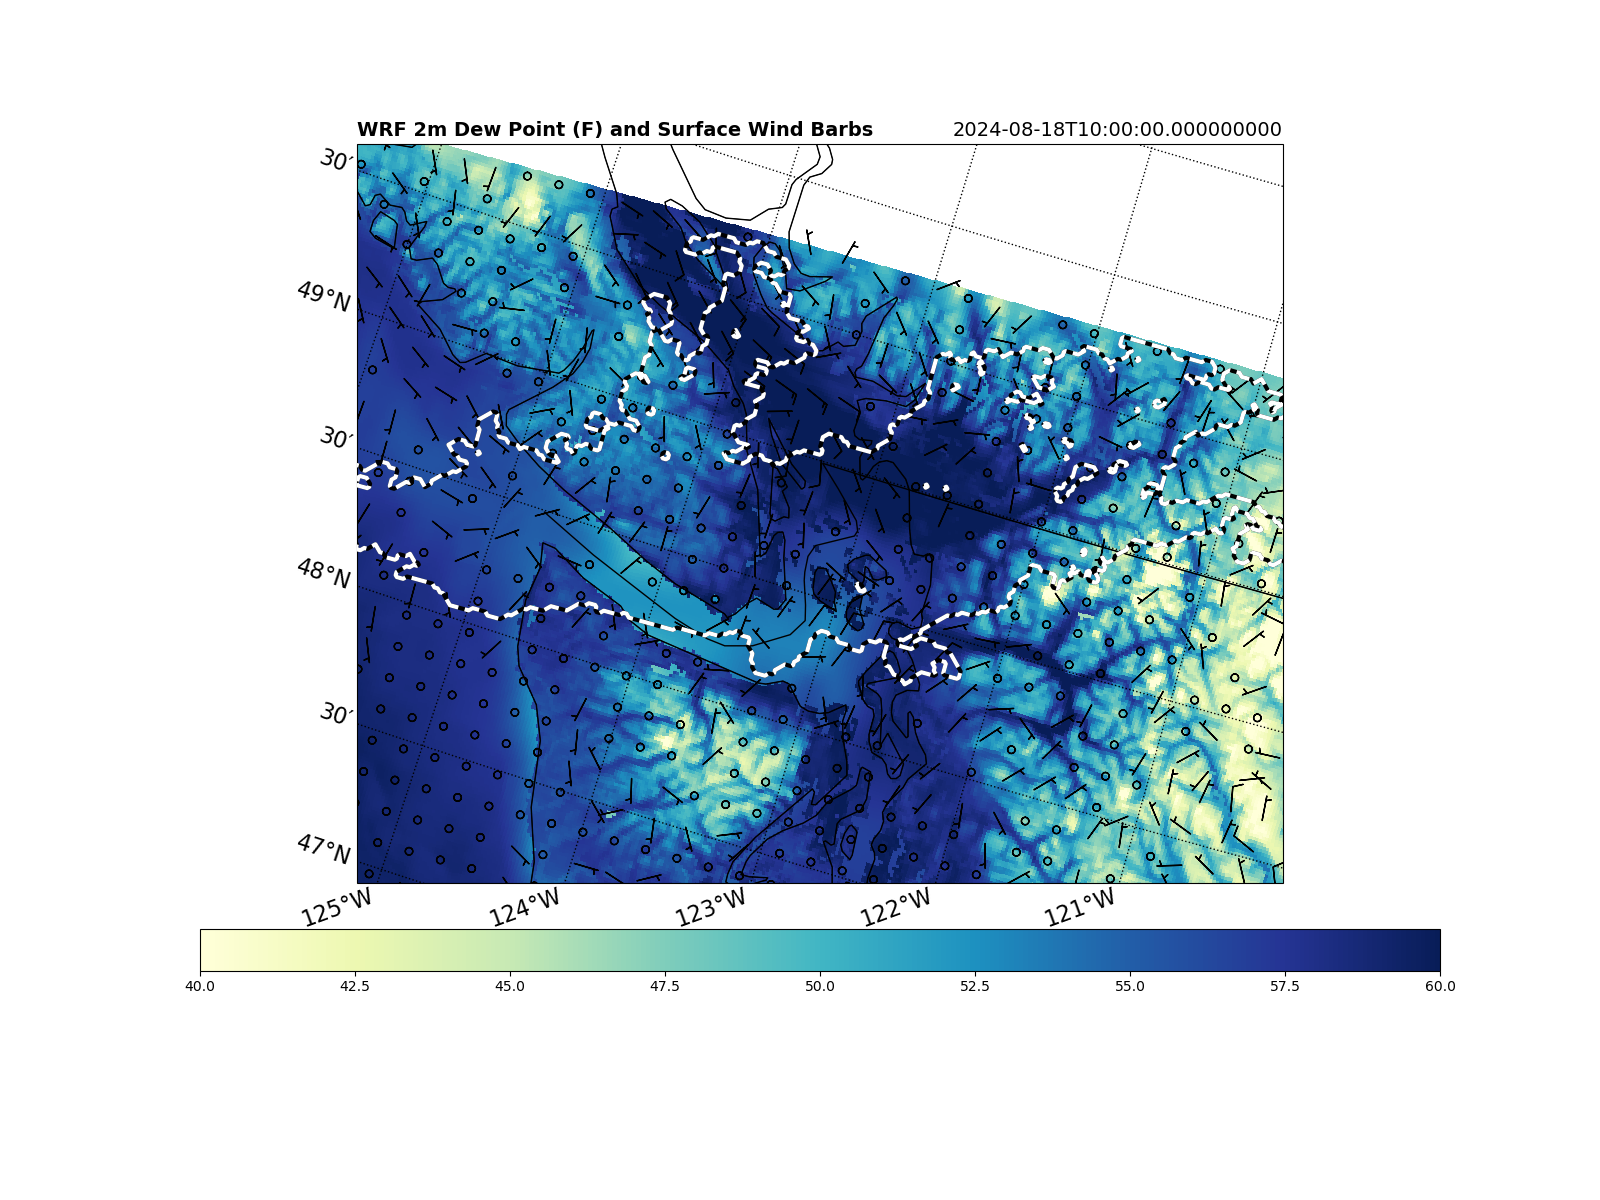 WRF 2m Dew Point (F) and Surface Wind Barbs
2024-08-18T10:00:00.000000000
30′
49°N
30′
48°N
30′
47°N
125°W 124°W 123°W 122°W 121°W
40.0 42.5 45.0 47.5 50.0 52.5 55.0 57.5 60.0